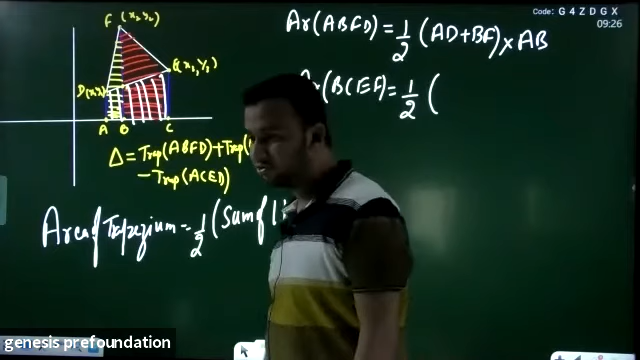 Code: G 4 Z D G X
09:26
F (x₂ y₂)
D(x₁ y₁)
E(x₃, y₃)
A B C
Ar(ABFD) = 1/2 (AD+BF) × AB
Ar(BCEF) = 1/2 (
Δ = Trap(ABFD) + Trap(
- Trap(ACED)
Area of Trapezium = 1/2 (Sum of
genesis prefoundation